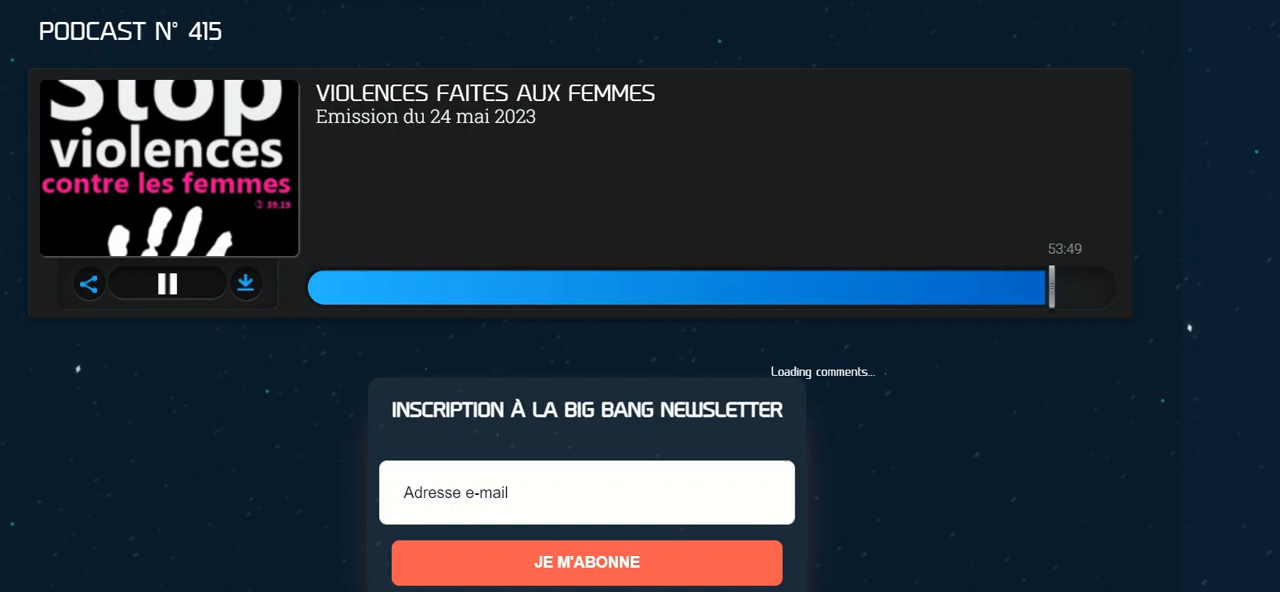 PODCAST N° 415
Stop
violences
contre les femmes
39.19
VIOLENCES FAITES AUX FEMMES
Emission du 24 mai 2023
53:49
Loading comments...
INSCRIPTION À LA BIG BANG NEWSLETTER
Adresse e-mail
JE M'ABONNE